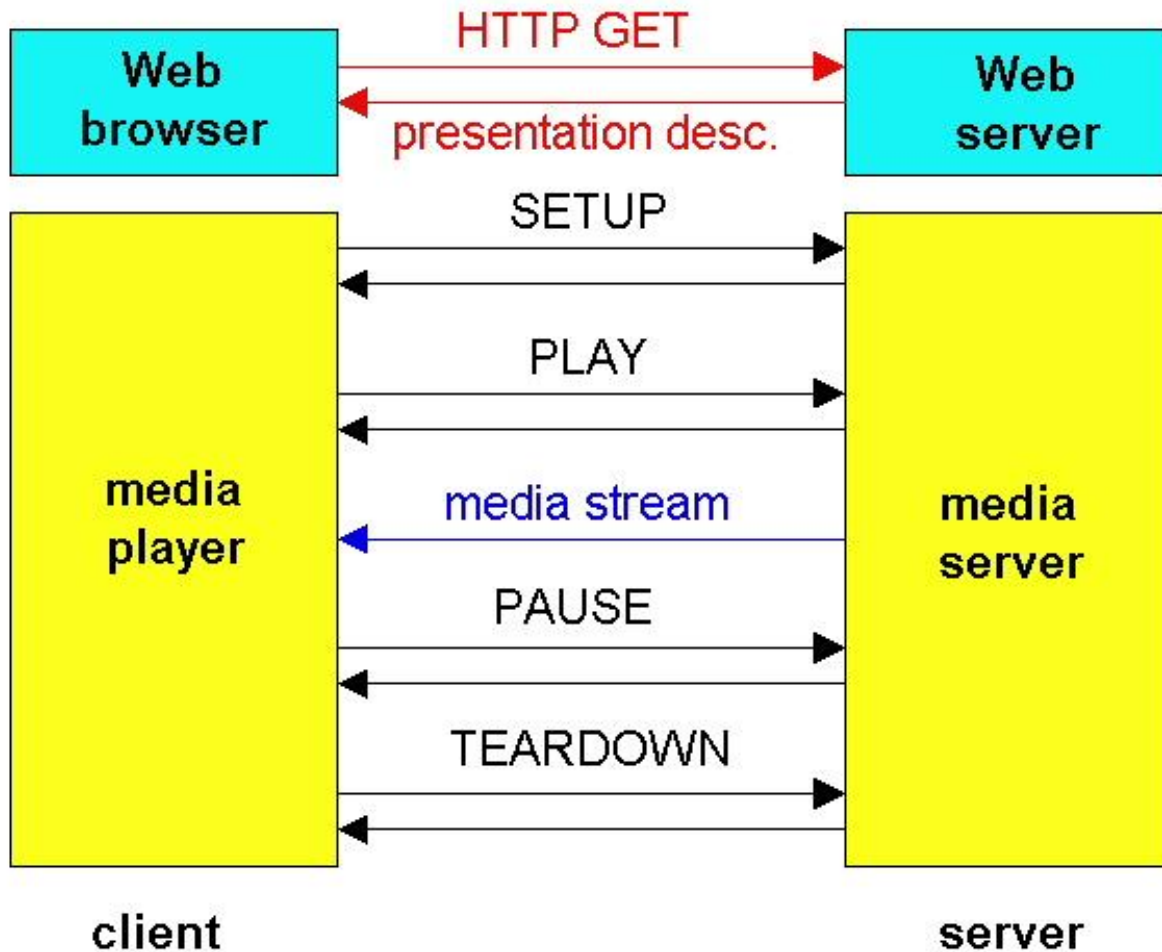 HTTP GET
Web
browser
Web
server
presentation desc.
SETUP
PLAY
media
player
media stream
media
server
PAUSE
TEARDOWN
client
server